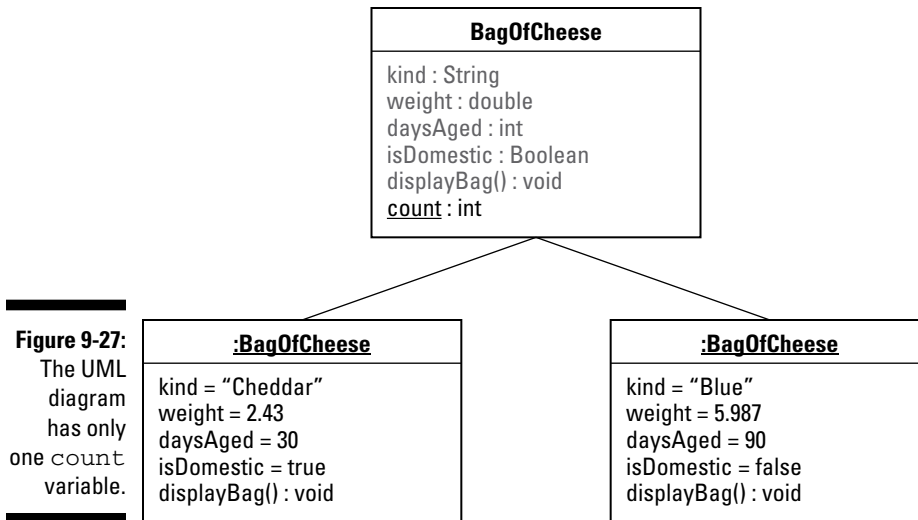 BagOfCheese
kind : String
weight : double
daysAged : int
isDomestic : Boolean
displayBag() : void
count : int
Figure 9-27:
The UML
diagram
has only
one count
variable.
:BagOfCheese
kind = “Cheddar”
weight = 2.43
daysAged = 30
isDomestic = true
displayBag() : void
:BagOfCheese
kind = “Blue”
weight = 5.987
daysAged = 90
isDomestic = false
displayBag() : void